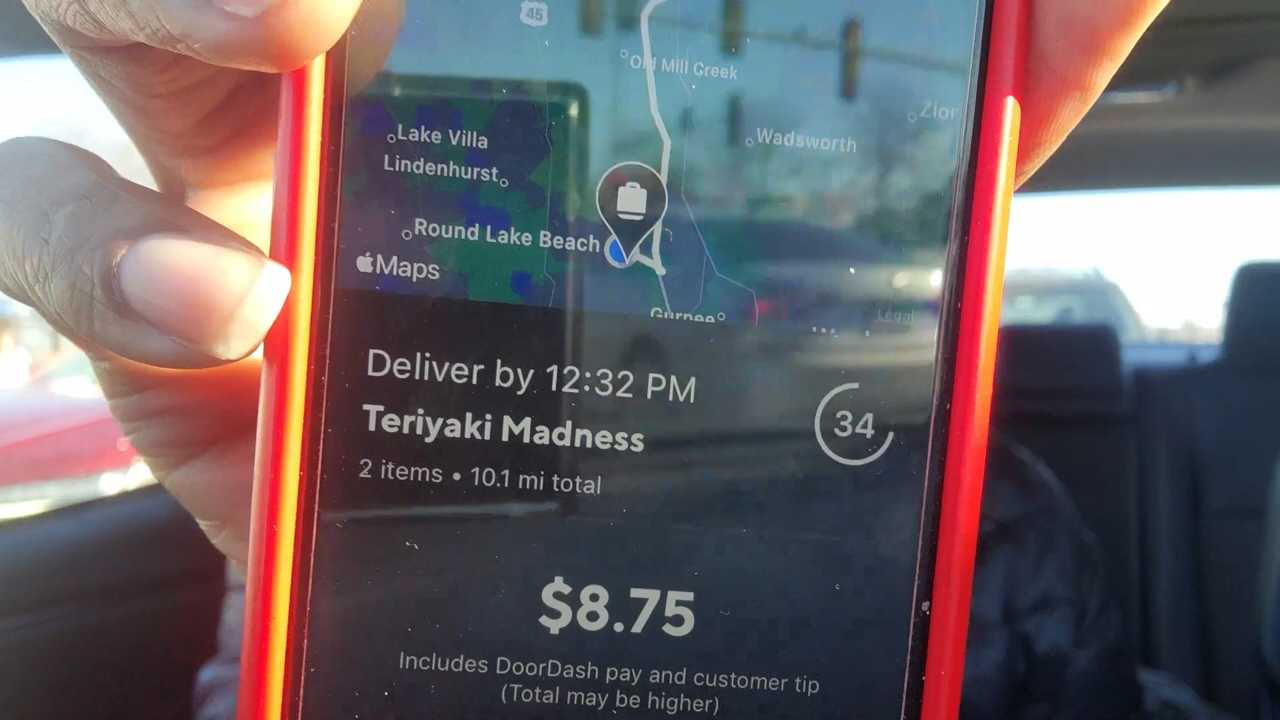 45
Old Mill Creek
Zior
Lake Villa
Wadsworth
Lindenhurst
Round Lake Beach
Maps
Gurnee
Legal
Deliver by 12:32 PM
Teriyaki Madness
34
2 items • 10.1 mi total
$8.75
Includes DoorDash pay and customer tip
(Total may be higher)